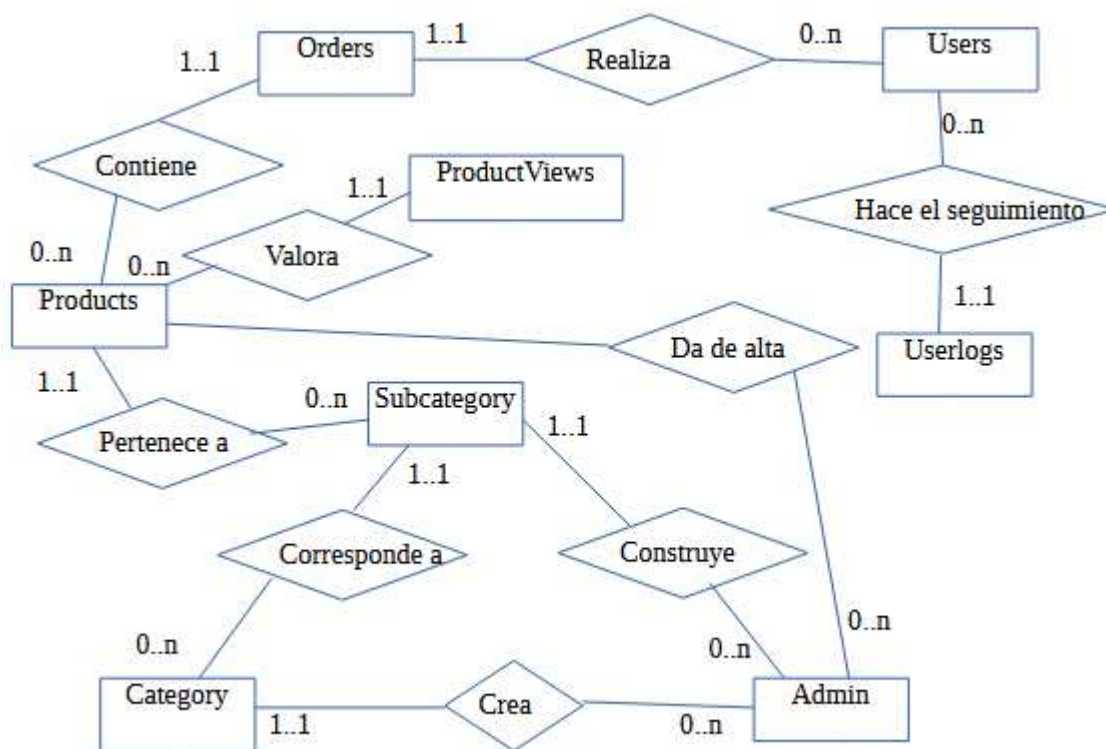 Orders
1..1
Realiza
0..n
Users
1..1
0..n
Contiene
ProductViews
1..1
Hace el seguimiento
0..n
0..n
Valora
Products
1..1
Userlogs
Da de alta
1..1
0..n
Subcategory
1..1
Pertenece a
1..1
Corresponde a
Construye
0..n
0..n
0..n
Category
1..1
Crea
0..n
Admin